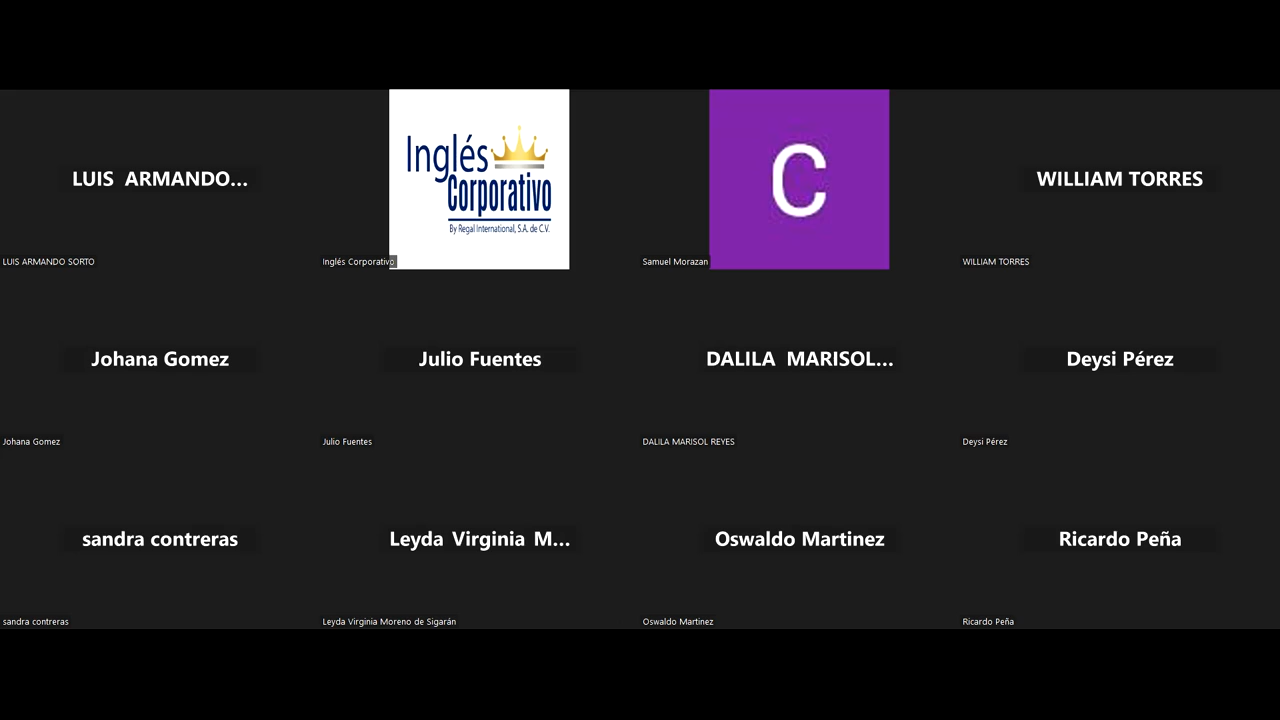 LUIS ARMANDO...
LUIS ARMANDO SORTO
Inglés
Corporativo
By Regal International, S.A. de C.V.
Inglés Corporativo
C
Samuel Morazan
WILLIAM TORRES
WILLIAM TORRES
Johana Gomez
Johana Gomez
Julio Fuentes
Julio Fuentes
DALILA MARISOL...
DALILA MARISOL REYES
Deysi Pérez
Deysi Pérez
sandra contreras
sandra contreras
Leyda Virginia M...
Leyda Virginia Moreno de Sigarán
Oswaldo Martinez
Oswaldo Martinez
Ricardo Peña
Ricardo Peña